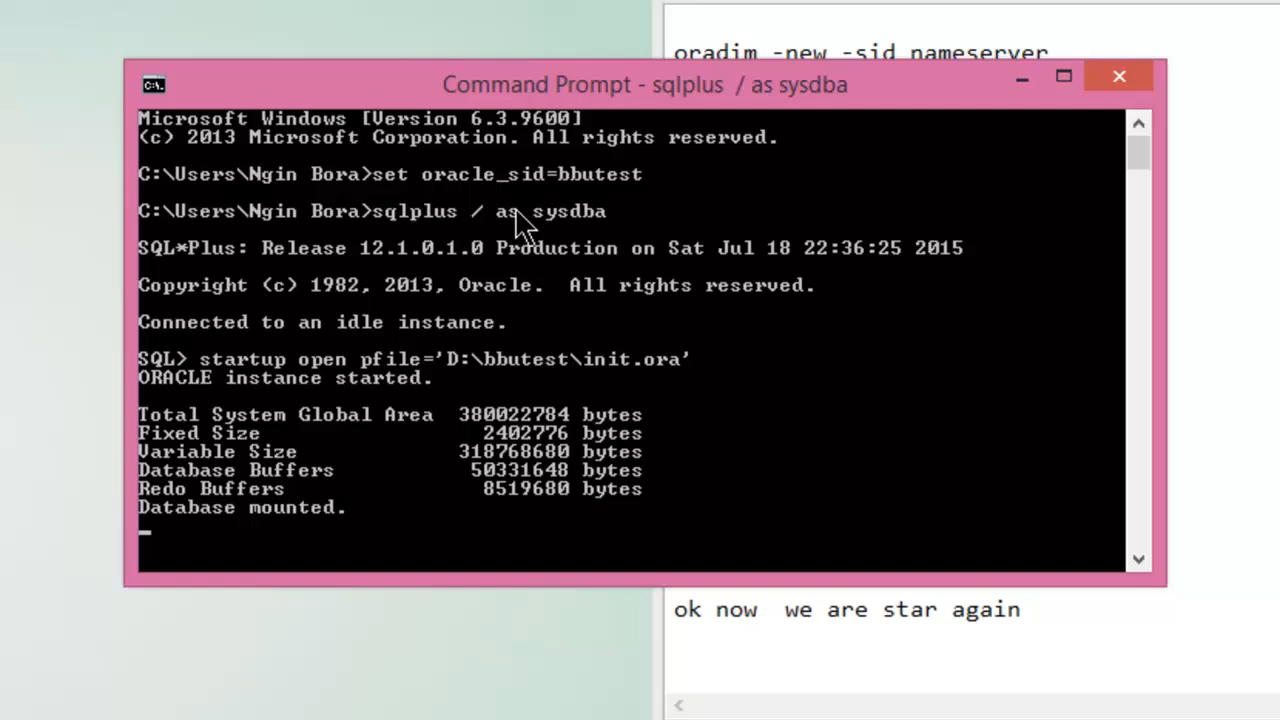 oradim -new -sid nameserver
Command Prompt - sqlplus / as sysdba
Microsoft Windows [Version 6.3.9600]
(c) 2013 Microsoft Corporation. All rights reserved.
C:\Users\Ngin Bora>set oracle_sid=bbutest
C:\Users\Ngin Bora>sqlplus / as sysdba
SQL*Plus: Release 12.1.0.1.0 Production on Sat Jul 18 22:36:25 2015
Copyright (c) 1982, 2013, Oracle.  All rights reserved.
Connected to an idle instance.
SQL> startup open pfile='D:\bbutest\init.ora'
ORACLE instance started.
Total System Global Area  380022784 bytes
Fixed Size                  2402776 bytes
Variable Size             318768680 bytes
Database Buffers           50331648 bytes
Redo Buffers                8519680 bytes
Database mounted.
ok now  we are star again